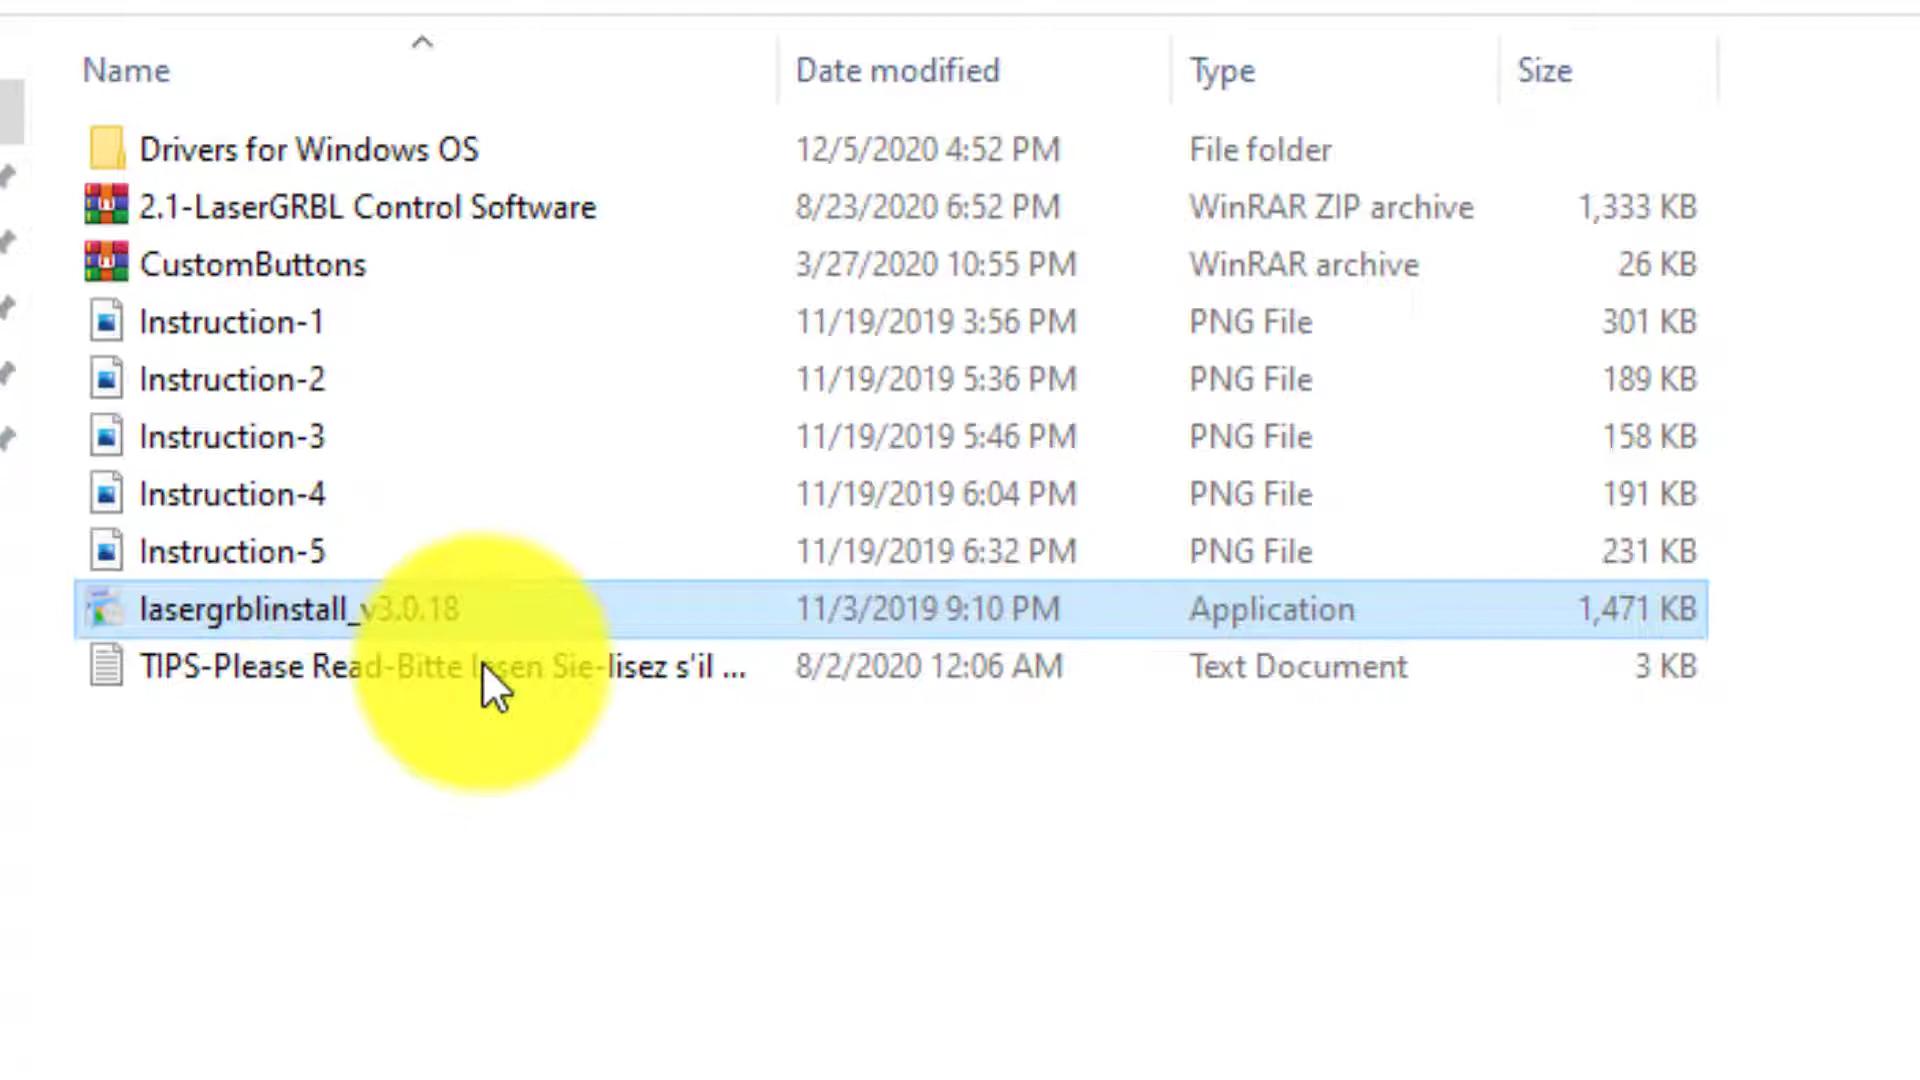 Name Date modified Type Size
Drivers for Windows OS 12/5/2020 4:52 PM File folder
2.1-LaserGRBL Control Software 8/23/2020 6:52 PM WinRAR ZIP archive 1,333 KB
CustomButtons 3/27/2020 10:55 PM WinRAR archive 26 KB
Instruction-1 11/19/2019 3:56 PM PNG File 301 KB
Instruction-2 11/19/2019 5:36 PM PNG File 189 KB
Instruction-3 11/19/2019 5:46 PM PNG File 158 KB
Instruction-4 11/19/2019 6:04 PM PNG File 191 KB
Instruction-5 11/19/2019 6:32 PM PNG File 231 KB
lasergrblinstall_v3.0.18 11/3/2019 9:10 PM Application 1,471 KB
TIPS-Please Read-Bitte lesen Sie-lisez s'il ... 8/2/2020 12:06 AM Text Document 3 KB